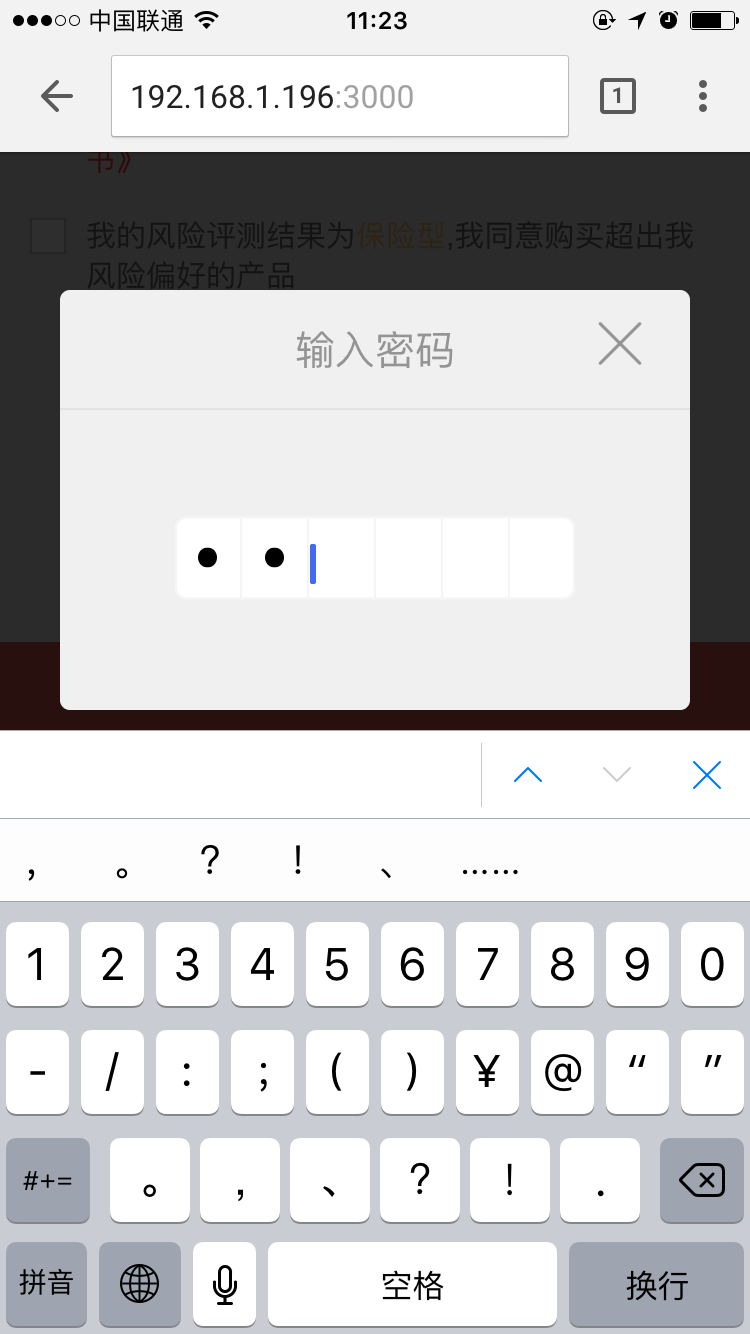 中国联通 11:23
192.168.1.196:3000 1
书》
我的风险评测结果为保险型,我同意购买超出我
风险偏好的产品
输入密码
， 。 ？ ！ 、 ……
1 2 3 4 5 6 7 8 9 0
- / : ; ( ) ¥ @ “ ”
#+= 。 ， 、 ？ ！ .
拼音 空格 换行